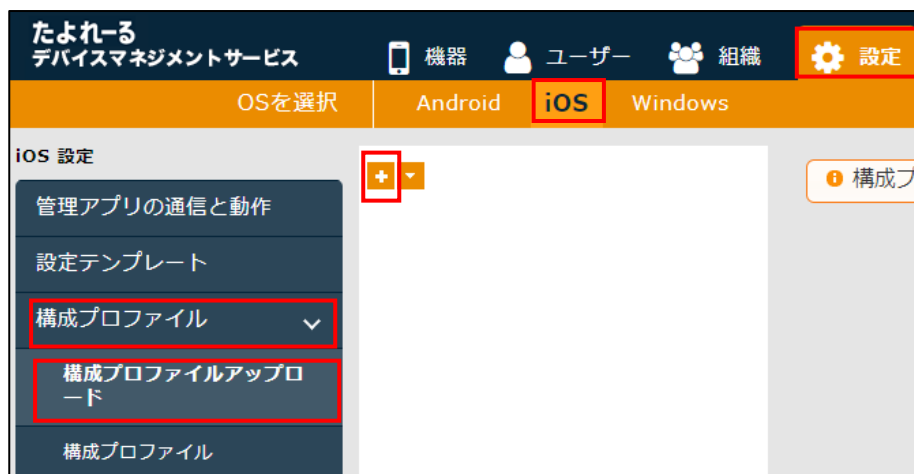 たよれーる
デバイスマネジメントサービス
機器 ユーザー 組織 設定
OSを選択 Android iOS Windows
iOS 設定
管理アプリの通信と動作
設定テンプレート
構成プロファイル
構成プロファイルアップロ
ード
構成プロファイル
構成プ